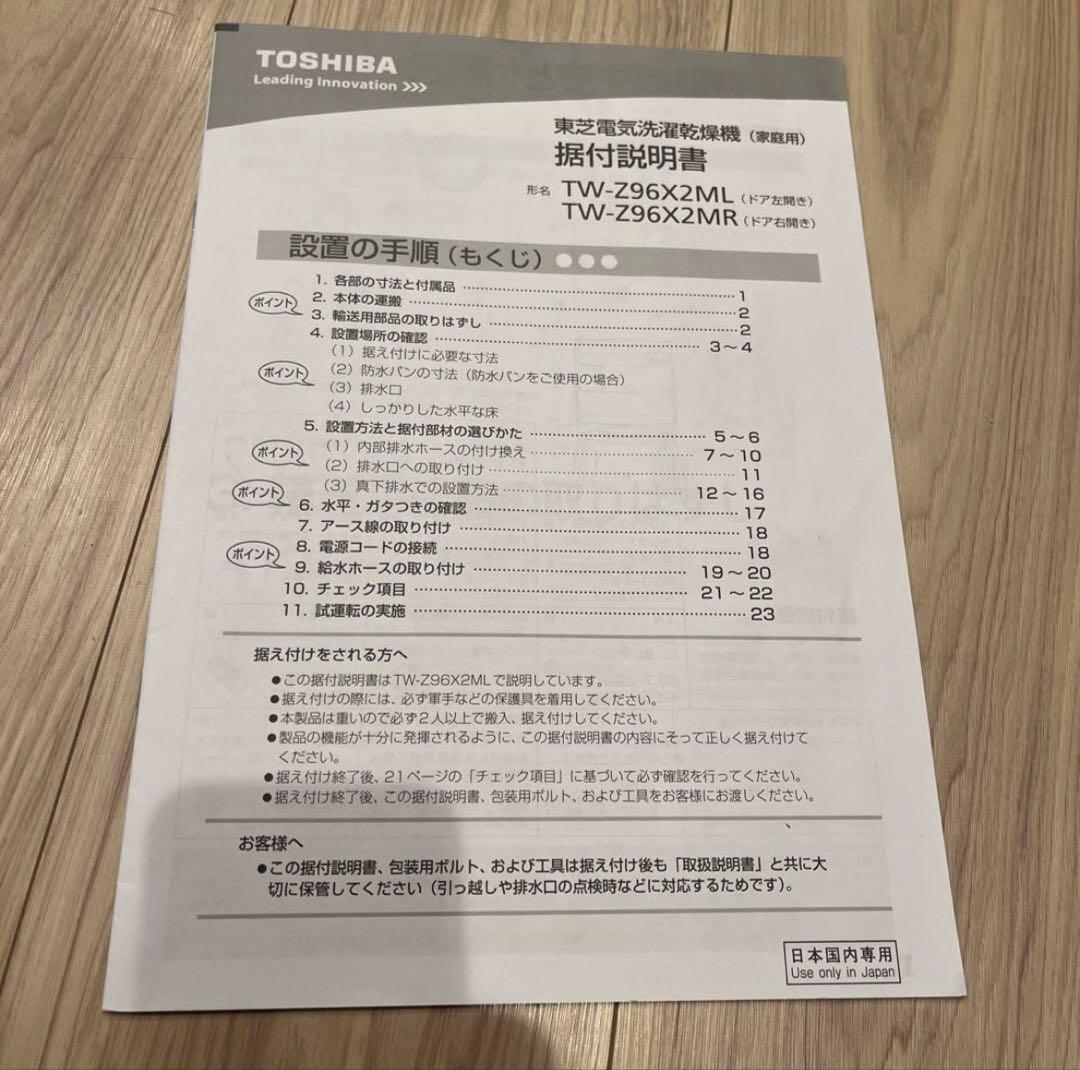 TOSHIBA
Leading Innovation >>>
東芝電気洗濯乾燥機（家庭用）
据付説明書
形名 TW-Z96X2ML（ドア左開き）
TW-Z96X2MR（ドア右開き）
設置の手順（もくじ）●●●
1. 各部の寸法と付属品 …… 1
ポイント
2. 本体の運搬 …… 2
3. 輸送用部品の取りはずし …… 2
4. 設置場所の確認 …… 3～4
（1）据え付けに必要な寸法
ポイント
（2）防水パンの寸法（防水パンをご使用の場合）
（3）排水口
（4）しっかりした水平な床
5. 設置方法と据付部材の選びかた …… 5～6
ポイント
（1）内部排水ホースの付け換え …… 7～10
（2）排水口への取り付け …… 11
ポイント
（3）真下排水での設置方法 …… 12～16
6. 水平・ガタつきの確認 …… 17
7. アース線の取り付け …… 18
ポイント
8. 電源コードの接続 …… 18
9. 給水ホースの取り付け …… 19～20
10. チェック項目 …… 21～22
11. 試運転の実施 …… 23
据え付けをされる方へ
●この据付説明書はTW-Z96X2MLで説明しています。
●据え付けの際には、必ず軍手などの保護具を着用してください。
●本製品は重いので必ず2人以上で搬入、据え付けしてください。
●製品の機能が十分に発揮されるように、この据付説明書の内容にそって正しく据え付けて
ください。
●据え付け終了後、21ページの「チェック項目」に基づいて必ず確認を行ってください。
●据え付け終了後、この据付説明書、包装用ボルト、および工具をお客様にお渡しください。
お客様へ
●この据付説明書、包装用ボルト、および工具は据え付け後も「取扱説明書」と共に大
切に保管してください（引っ越しや排水口の点検時などに対応するためです）。
日本国内専用
Use only in Japan